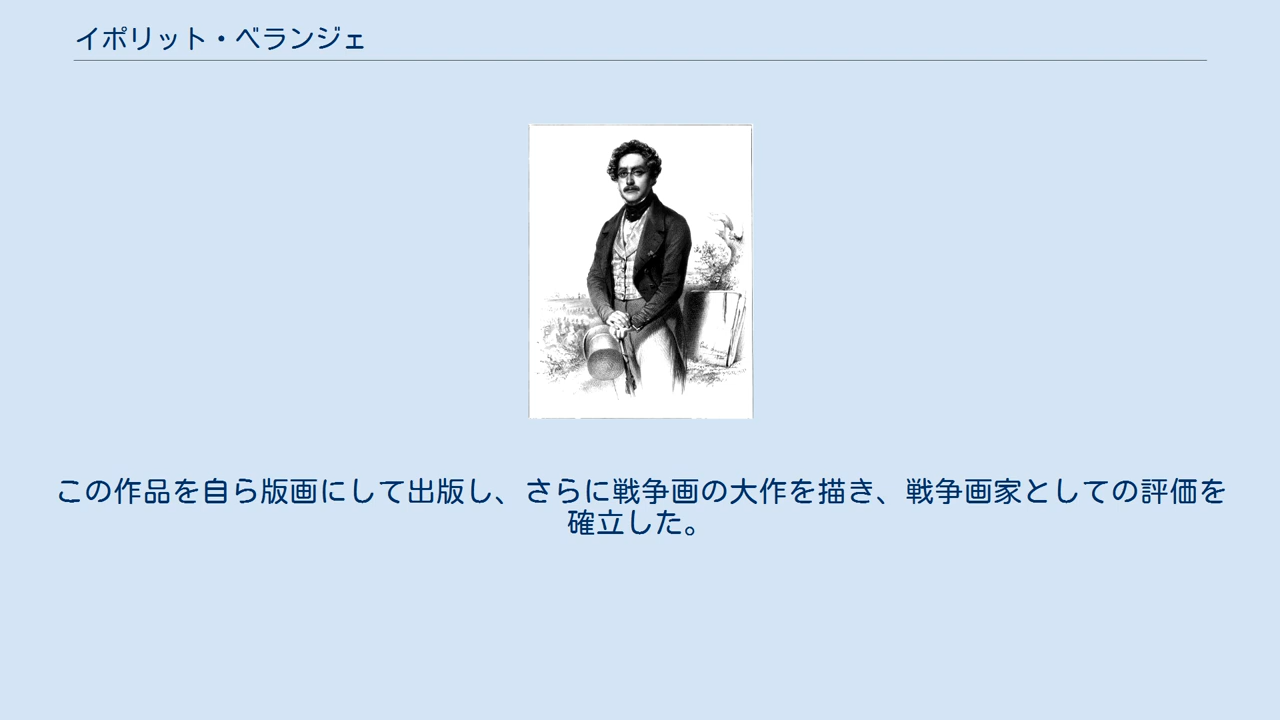 イポリット・ベランジェ
この作品を自ら版画にして出版し、さらに戦争画の大作を描き、戦争画家としての評価を
確立した。